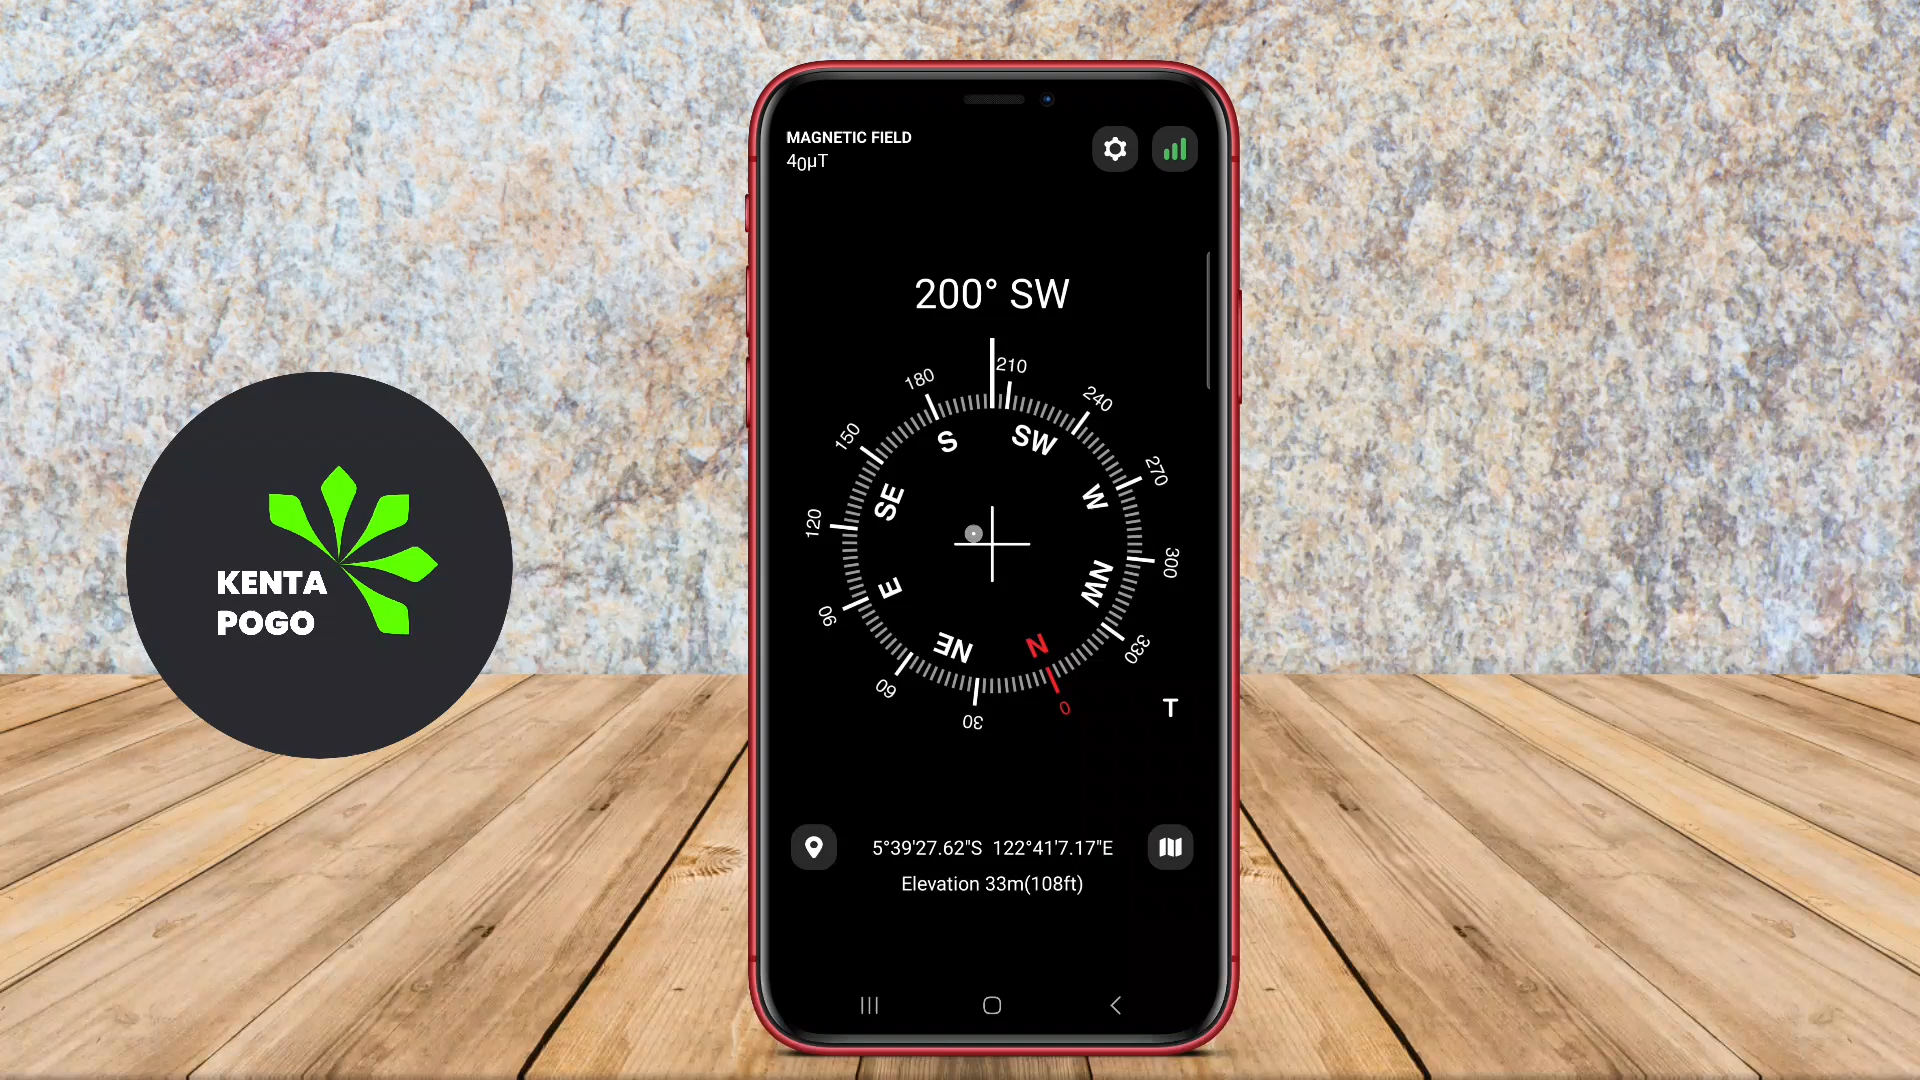 MAGNETIC FIELD
40µT
200° SW
210
180
240
150
270
120
300
90
330
60
30
0
S
SW
SE
W
E
NW
NE
N
T
5°39'27.62"S 122°41'7.17"E
Elevation 33m(108ft)
KENTA
POGO